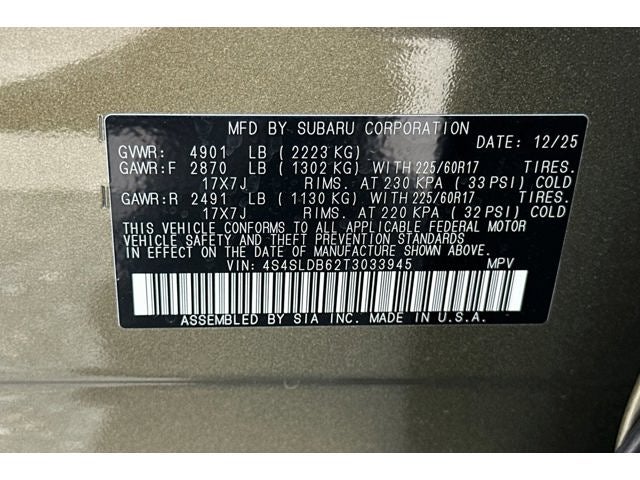 MFD BY SUBARU CORPORATION
DATE: 12/25
GVWR: 4901 LB ( 2223 KG)
GAWR:F 2870 LB ( 1302 KG) WITH 225/60R17 TIRES.
17X7J RIMS. AT 230 KPA ( 33 PSI) COLD
GAWR:R 2491 LB ( 1130 KG) WITH 225/60R17 TIRES.
17X7J RIMS. AT 220 KPA ( 32 PSI) COLD
THIS VEHICLE CONFORMS TO ALL APPLICABLE FEDERAL MOTOR
VEHICLE SAFETY AND THEFT PREVENTION STANDARDS
IN EFFECT ON THE DATE OF MANUFACTURE SHOWN ABOVE.
VIN: 4S4SLDB62T3033945 MPV
ASSEMBLED BY SIA INC. MADE IN U.S.A.